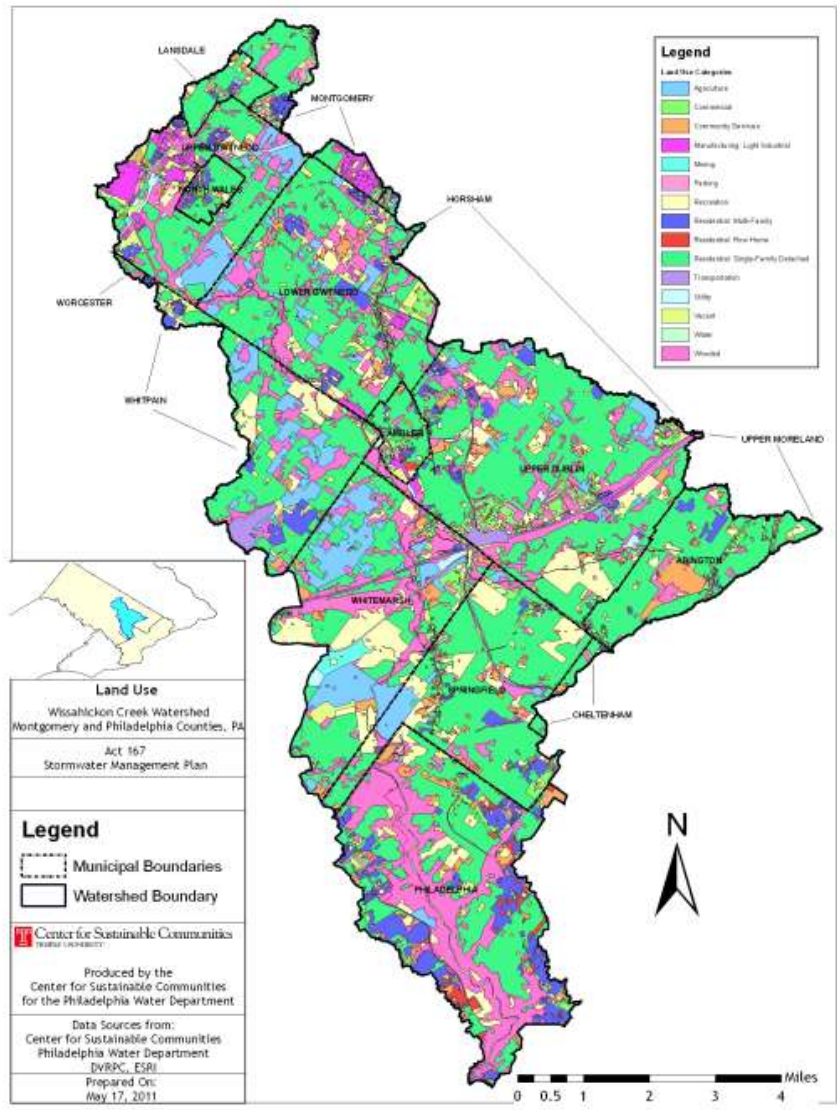 LANSDALE
MONTGOMERY
UPPER GWYNEDD
NORTH WALES
HORSHAM
WORCESTER
LOWER GWYNEDD
WHITPAIN
AMBLER
UPPER MORELAND
UPPER DUBLIN
ABINGTON
WHITEMARSH
SPRINGFIELD
CHELTENHAM
PHILADELPHIA
Legend
Land Use Categories
Agriculture
Commercial
Community Services
Manufacturing: Light Industrial
Mining
Parking
Recreation
Residential: Multi-Family
Residential: Row Home
Residential: Single-Family Detached
Transportation
Utility
Vacant
Water
Wooded
Land Use
Wissahickon Creek Watershed
Montgomery and Philadelphia Counties, PA
Act 167
Stormwater Management Plan
Legend
Municipal Boundaries
Watershed Boundary
T Center for Sustainable Communities
TEMPLE UNIVERSITY
Produced by the
Center for Sustainable Communities
for the Philadelphia Water Department
Data Sources from:
Center for Sustainable Communities
Philadelphia Water Department
DVRPC, ESRI
Prepared On:
May 17, 2011
N
Miles
0 0.5 1 2 3 4